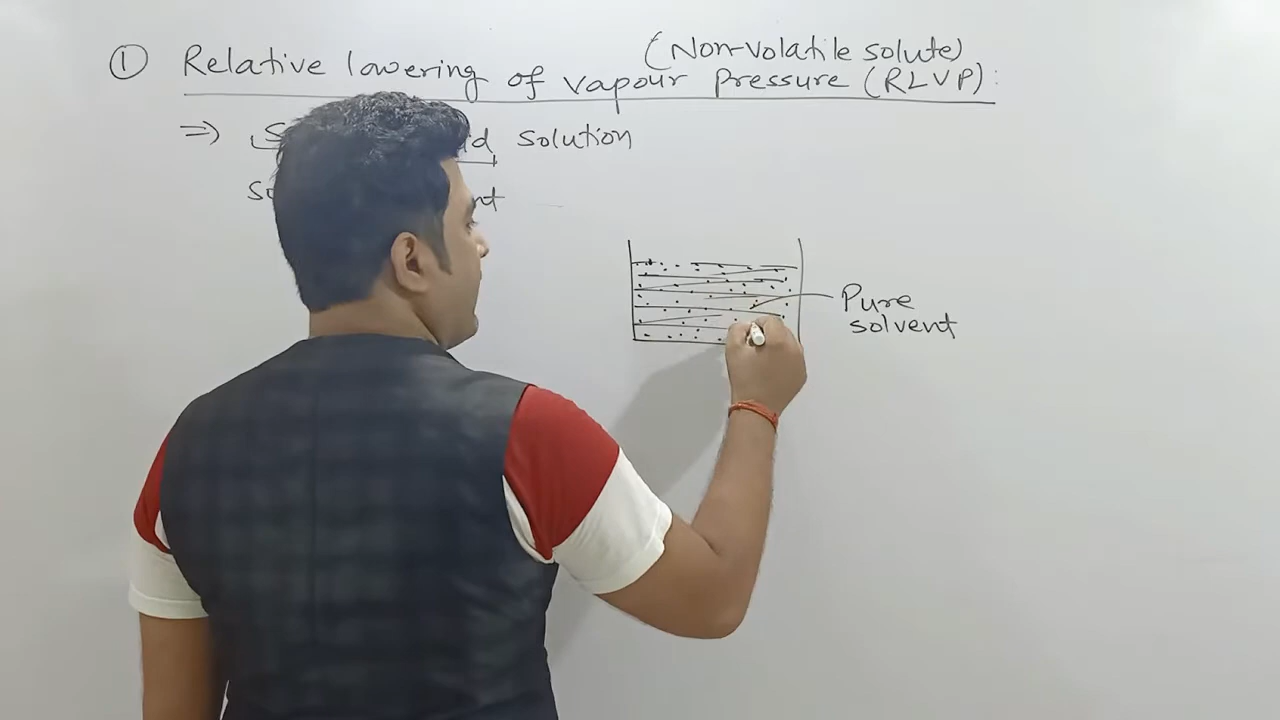 (Non-volatile solute)
① Relative lowering of vapour pressure (RLVP):
⇒ solution
Pure
solvent